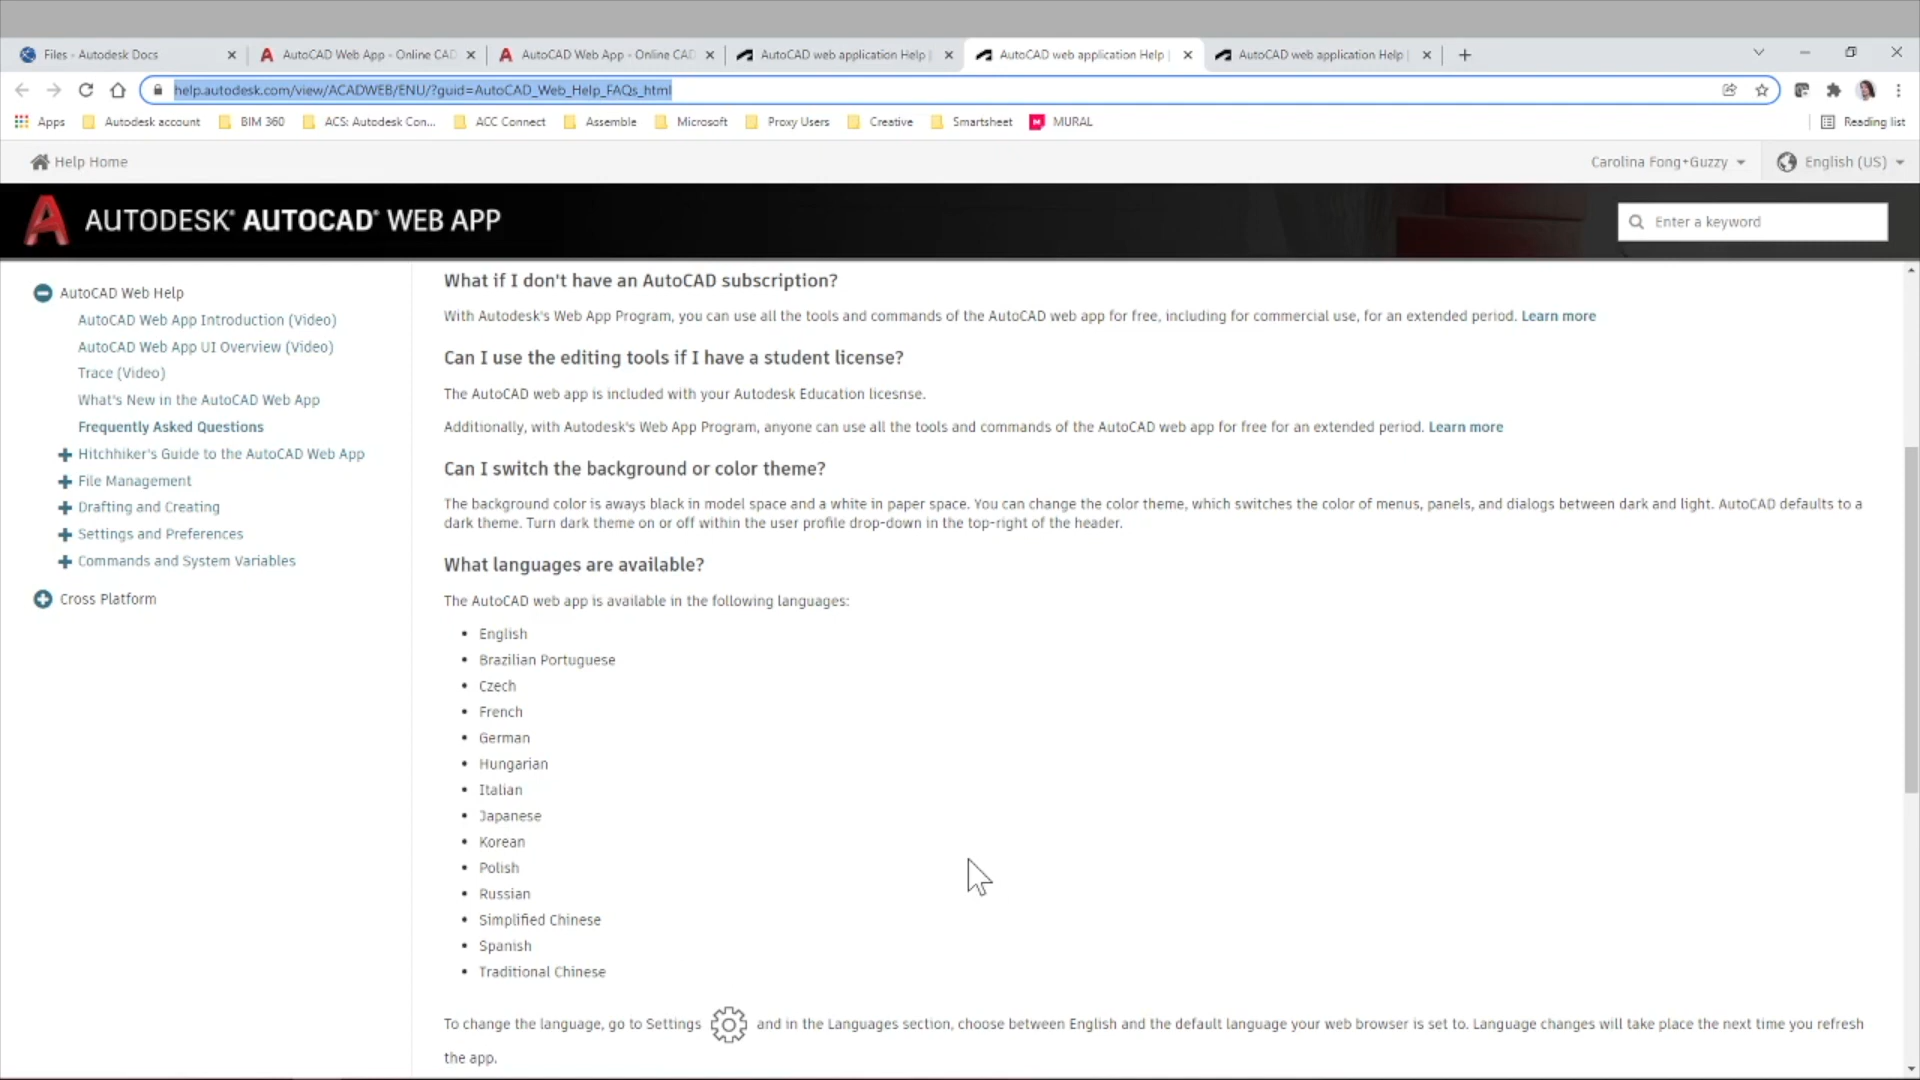 Files - Autodesk Docs
AutoCAD Web App - Online CAD
AutoCAD Web App - Online CAD
AutoCAD web application Help |
AutoCAD web application Help |
AutoCAD web application Help |
help.autodesk.com/view/ACADWEB/ENU/?guid=AutoCAD_Web_Help_FAQs_html
Apps
Autodesk account
BIM 360
ACS: Autodesk Con...
ACC Connect
Assemble
Microsoft
Proxy Users
Creative
Smartsheet
MURAL
Reading list
Help Home
Carolina Fong+Guzzy
English (US)
AUTODESK® AUTOCAD® WEB APP
Enter a keyword
AutoCAD Web Help
AutoCAD Web App Introduction (Video)
AutoCAD Web App UI Overview (Video)
Trace (Video)
What's New in the AutoCAD Web App
Frequently Asked Questions
Hitchhiker's Guide to the AutoCAD Web App
File Management
Drafting and Creating
Settings and Preferences
Commands and System Variables
Cross Platform
What if I don't have an AutoCAD subscription?
With Autodesk's Web App Program, you can use all the tools and commands of the AutoCAD web app for free, including for commercial use, for an extended period. Learn more
Can I use the editing tools if I have a student license?
The AutoCAD web app is included with your Autodesk Education licesnse.
Additionally, with Autodesk's Web App Program, anyone can use all the tools and commands of the AutoCAD web app for free for an extended period. Learn more
Can I switch the background or color theme?
The background color is aways black in model space and a white in paper space. You can change the color theme, which switches the color of menus, panels, and dialogs between dark and light. AutoCAD defaults to a
dark theme. Turn dark theme on or off within the user profile drop-down in the top-right of the header.
What languages are available?
The AutoCAD web app is available in the following languages:
• English
• Brazilian Portuguese
• Czech
• French
• German
• Hungarian
• Italian
• Japanese
• Korean
• Polish
• Russian
• Simplified Chinese
• Spanish
• Traditional Chinese
To change the language, go to Settings and in the Languages section, choose between English and the default language your web browser is set to. Language changes will take place the next time you refresh
the app.